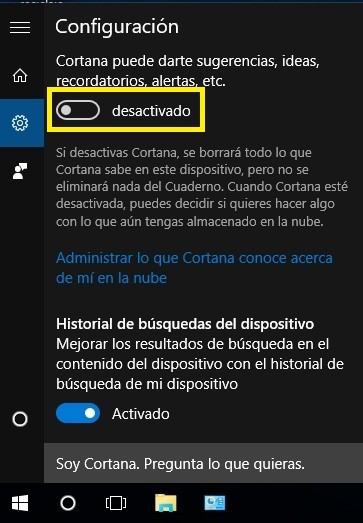 Configuración
Cortana puede darte sugerencias, ideas,
recordatorios, alertas, etc.
desactivado
Si desactivas Cortana, se borrará todo lo que
Cortana sabe en este dispositivo, pero no se
eliminará nada del Cuaderno. Cuando Cortana esté
desactivada, puedes decidir si quieres hacer algo
con lo que aún tengas almacenado en la nube.
Administrar lo que Cortana conoce acerca
de mí en la nube
Historial de búsquedas del dispositivo
Mejorar los resultados de búsqueda en el
contenido del dispositivo con el historial de
búsqueda de mi dispositivo
Activado
Soy Cortana. Pregunta lo que quieras.